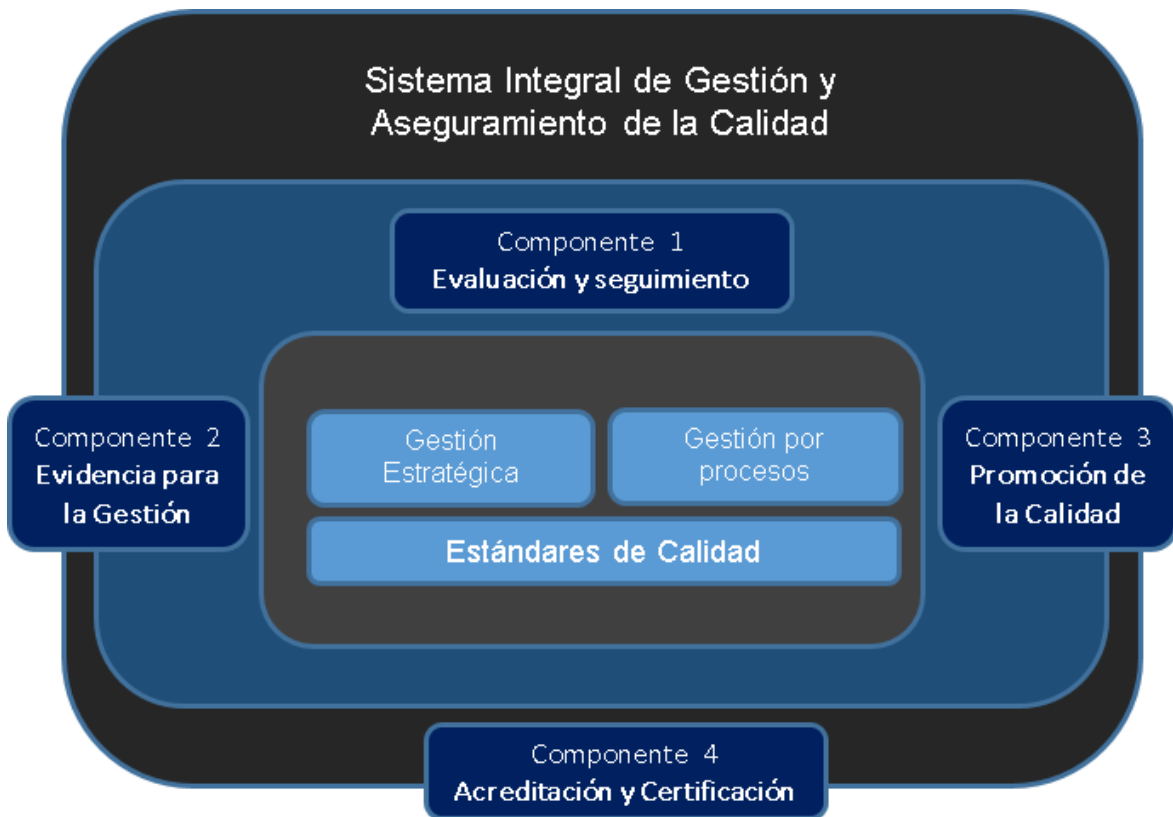 Sistema Integral de Gestión y
Aseguramiento de la Calidad
Componente 1
Evaluación y seguimiento
Componente 2
Evidencia para
la Gestión
Gestión
Estratégica
Gestión por
procesos
Estándares de Calidad
Componente 3
Promoción de
la Calidad
Componente 4
Acreditación y Certificación